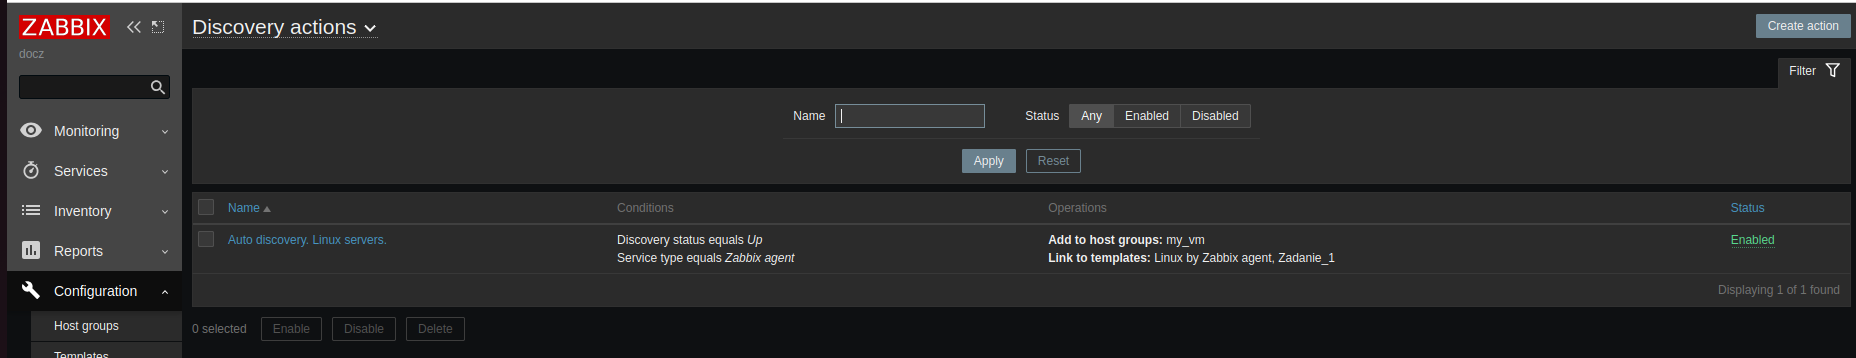 ZABBIX
docz
Monitoring
Services
Inventory
Reports
Configuration
Host groups
Templates
Discovery actions
Create action
Filter
Name
Status Any Enabled Disabled
Apply Reset
Name Conditions Operations Status
Auto discovery. Linux servers. Discovery status equals Up Add to host groups: my_vm Enabled
Service type equals Zabbix agent Link to templates: Linux by Zabbix agent, Zadanie_1
Displaying 1 of 1 found
0 selected Enable Disable Delete